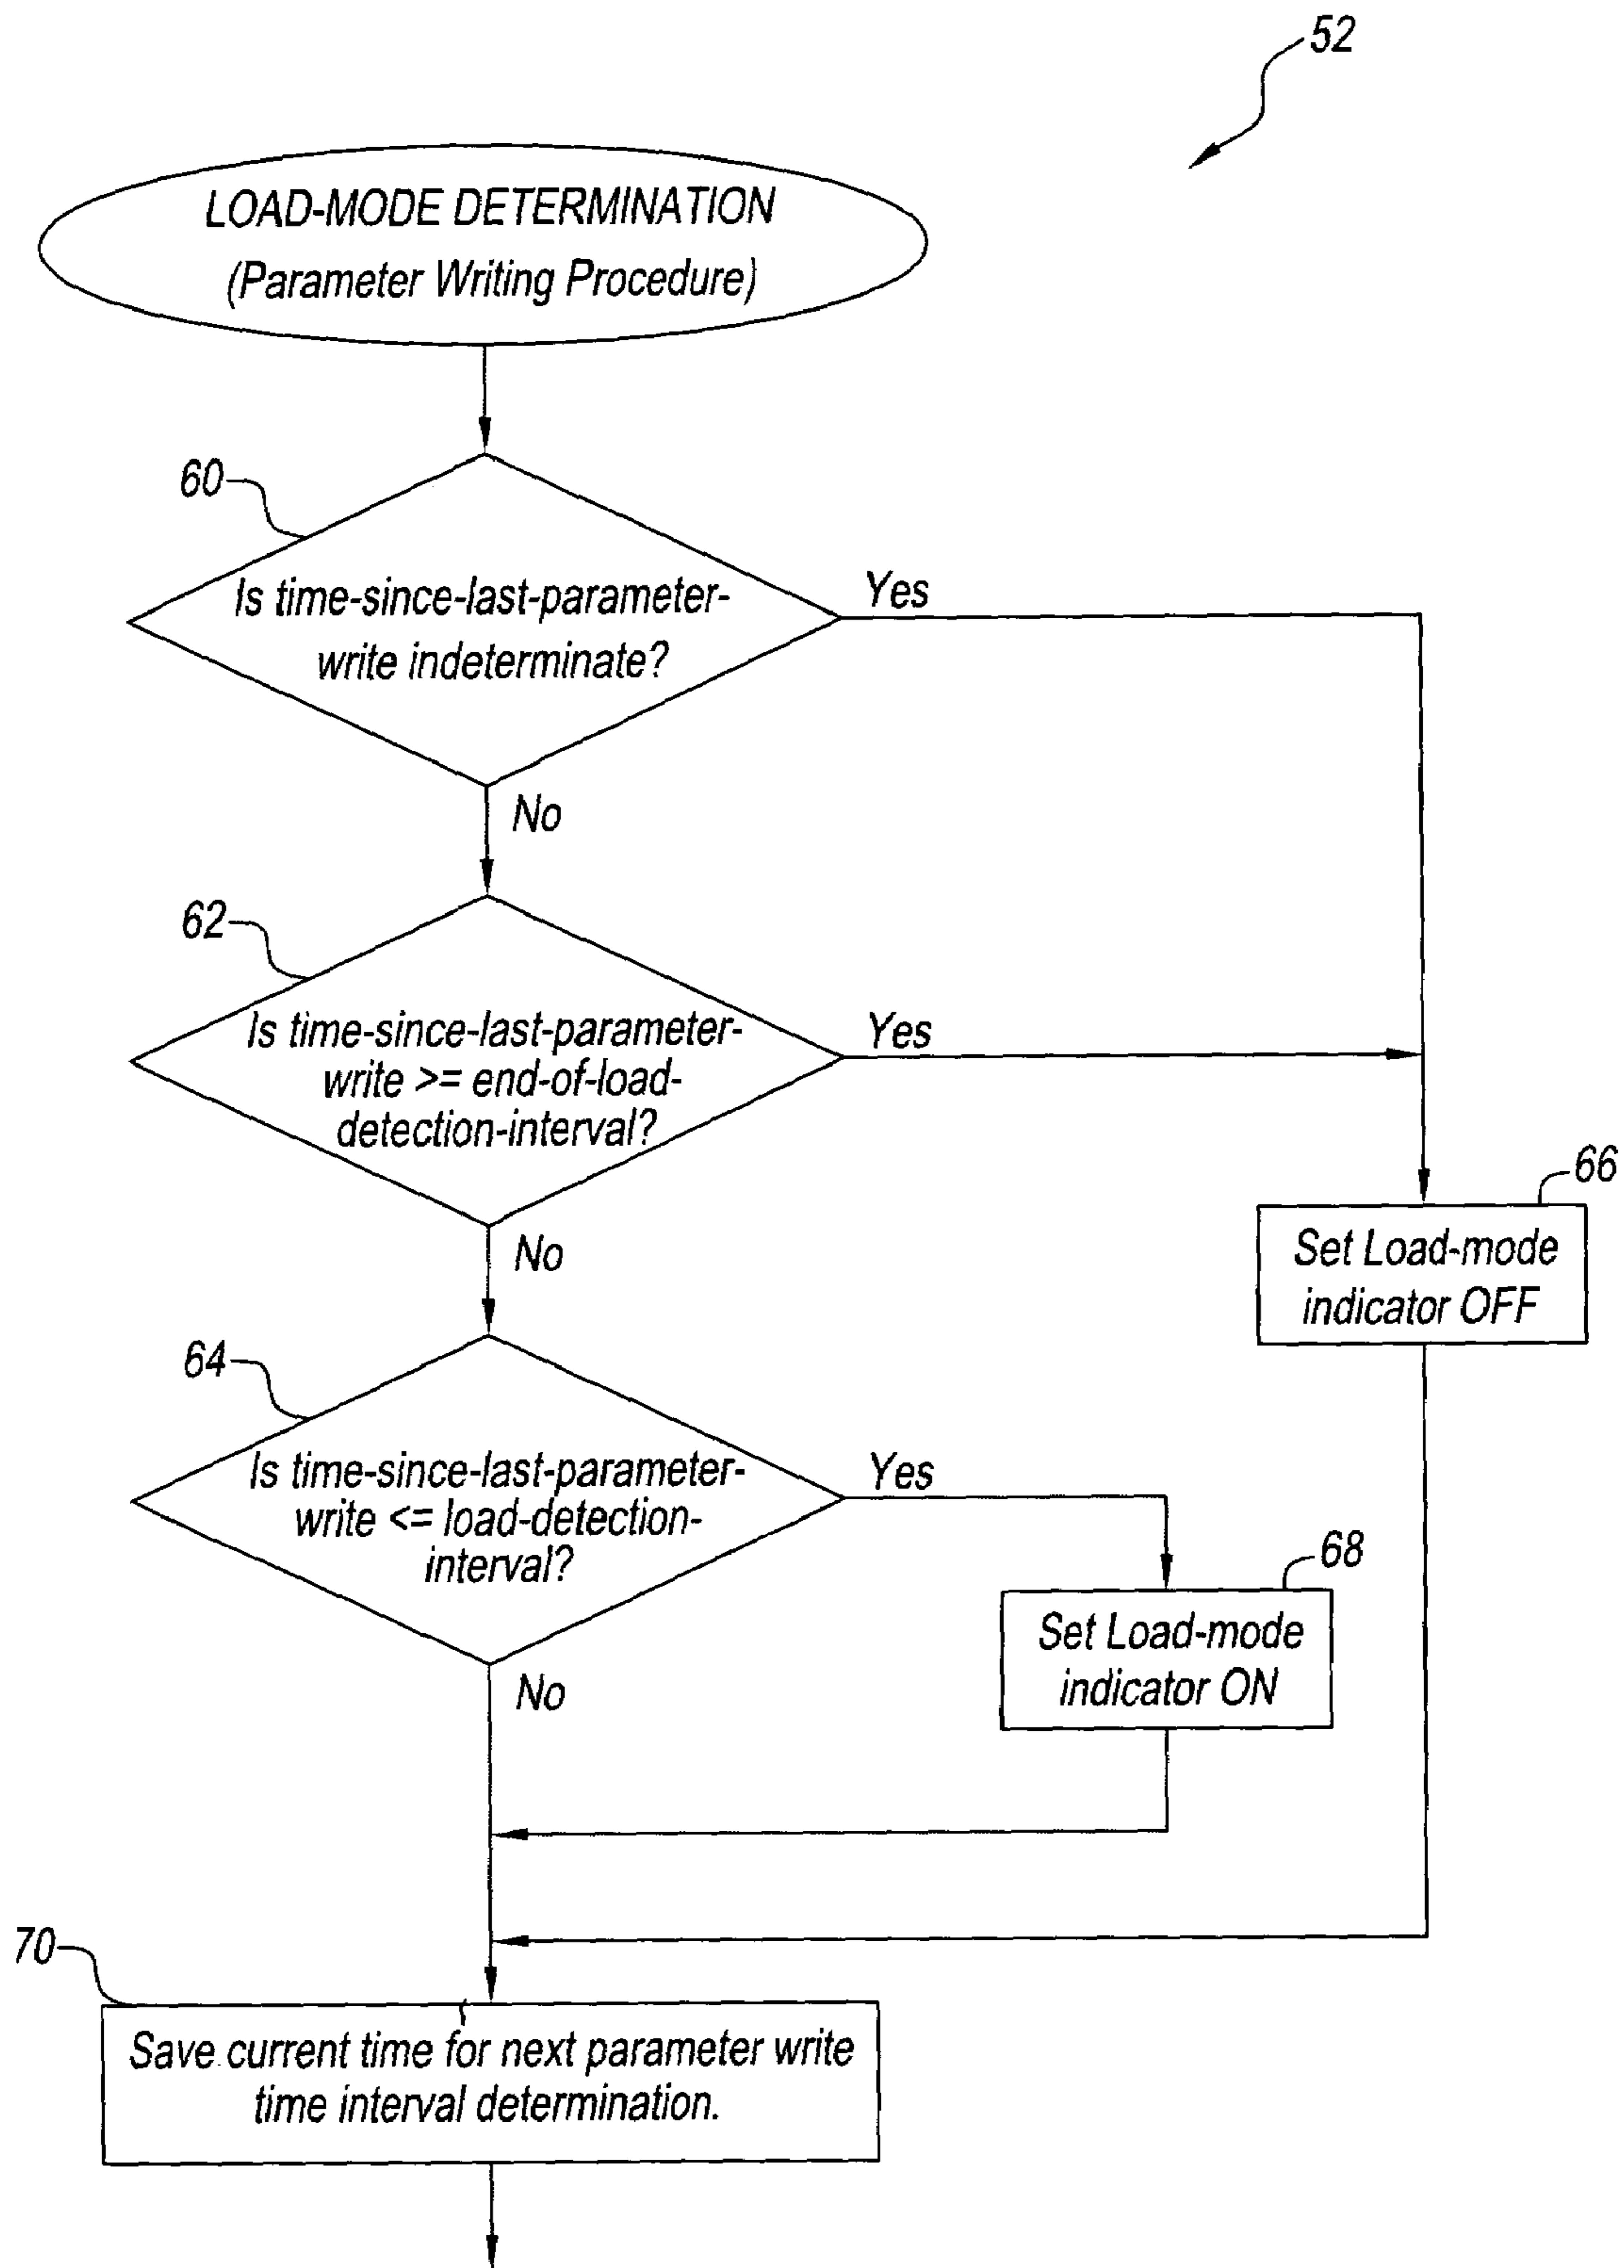 52
LOAD-MODE DETERMINATION
(Parameter Writing Procedure)
60
Is time-since-last-parameter-
write indeterminate?
Yes
No
62
Is time-since-last-parameter-
write >= end-of-load-
detection-interval?
Yes
No
66
Set Load-mode
indicator OFF
64
Is time-since-last-parameter-
write <= load-detection-
interval?
Yes
No
68
Set Load-mode
indicator ON
70
Save current time for next parameter write
time interval determination.